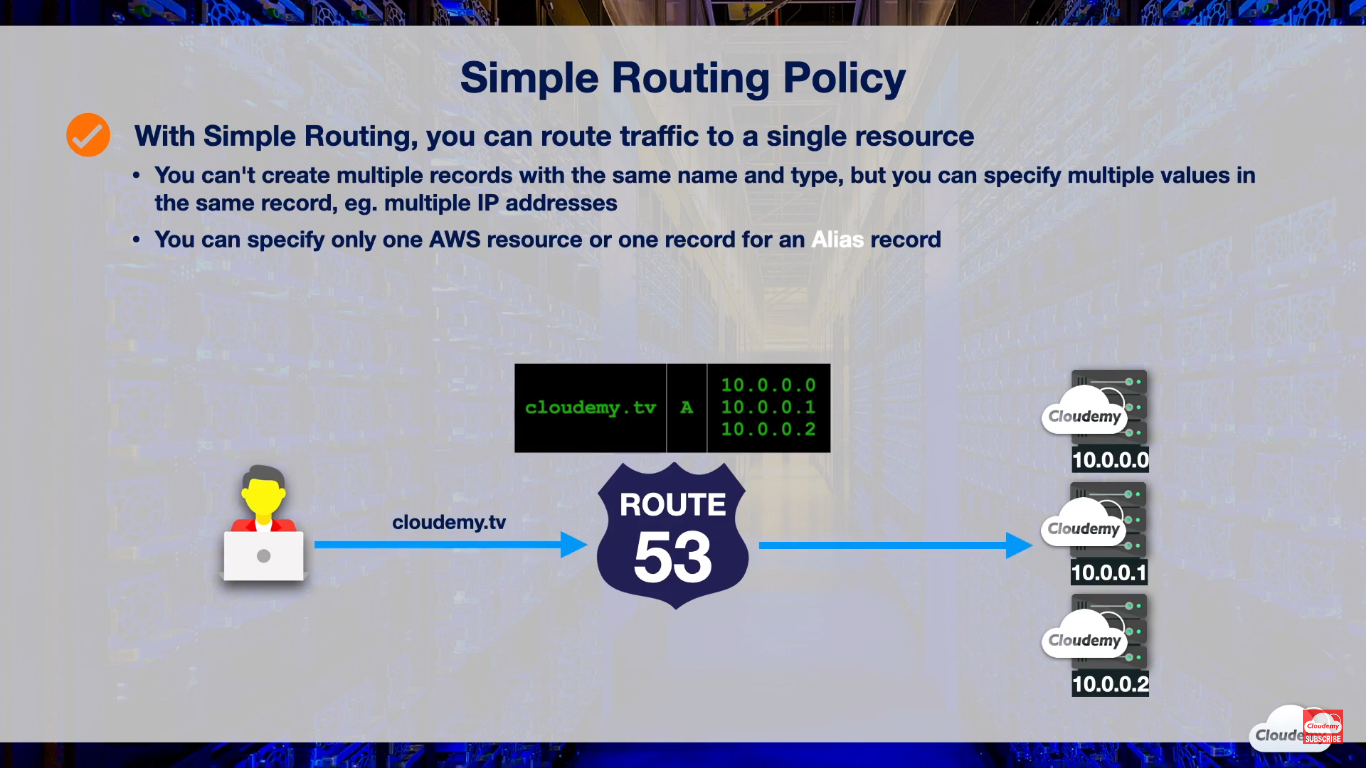 Simple Routing Policy
With Simple Routing, you can route traffic to a single resource
• You can't create multiple records with the same name and type, but you can specify multiple values in
the same record, eg. multiple IP addresses
• You can specify only one AWS resource or one record for an Alias record
cloudemy.tv A 10.0.0.0
10.0.0.1
10.0.0.2
cloudemy.tv
ROUTE
53
Cloudemy
10.0.0.0
Cloudemy
10.0.0.1
Cloudemy
10.0.0.2
Cloudemy
SUBSCRIBE